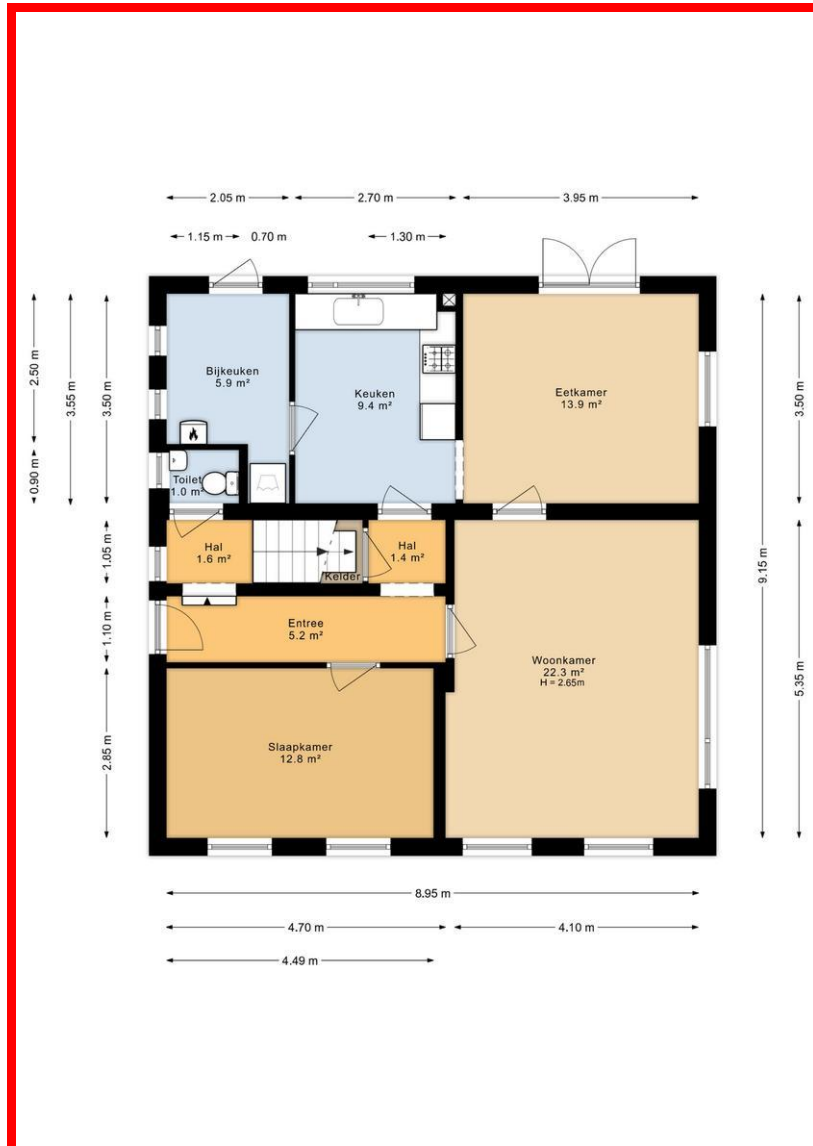 2.05 m
2.70 m
3.95 m
1.15 m
0.70 m
1.30 m
2.50 m
3.55 m
3.50 m
0.90 m
1.05 m
1.10 m
2.85 m
Bijkeuken
5.9 m²
Keuken
9.4 m²
Eetkamer
13.9 m²
Toilet
1.0 m²
Hal
1.6 m²
Kelder
Hal
1.4 m²
Entree
5.2 m²
Woonkamer
22.3 m²
H = 2.65m
Slaapkamer
12.8 m²
9.15 m
3.50 m
5.35 m
8.95 m
4.70 m
4.10 m
4.49 m